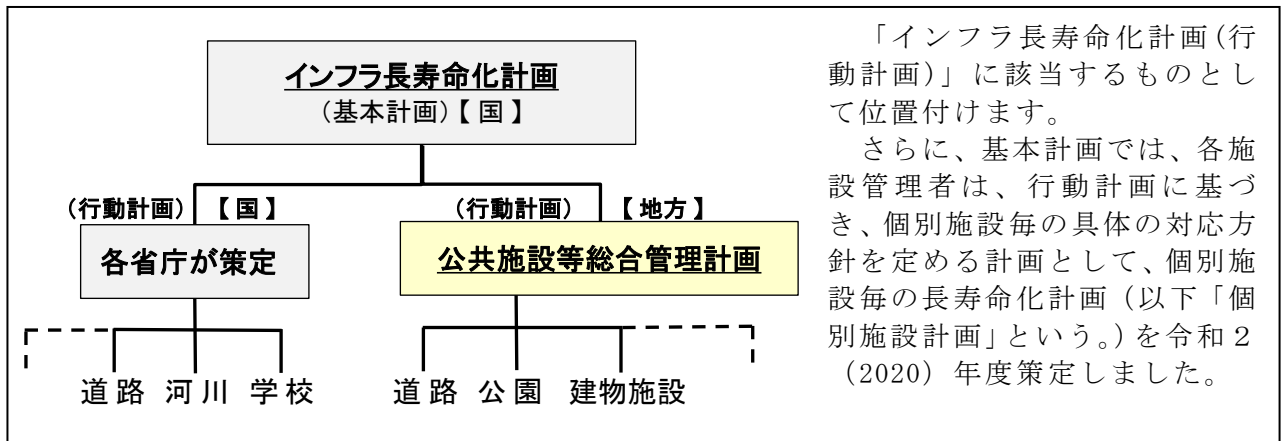 インフラ長寿命化計画
(基本計画)【国】
(行動計画) 【国】
各省庁が策定
道路 河川 学校
(行動計画) 【地方】
公共施設等総合管理計画
道路 公園 建物施設
「インフラ長寿命化計画(行
動計画)」に該当するものとし
て位置付けます。
さらに、基本計画では、各施
設管理者は、行動計画に基づ
き、個別施設毎の具体の対応方
針を定める計画として、個別施
設毎の長寿命化計画（以下「個
別施設計画」という。）を令和２
（2020）年度策定しました。